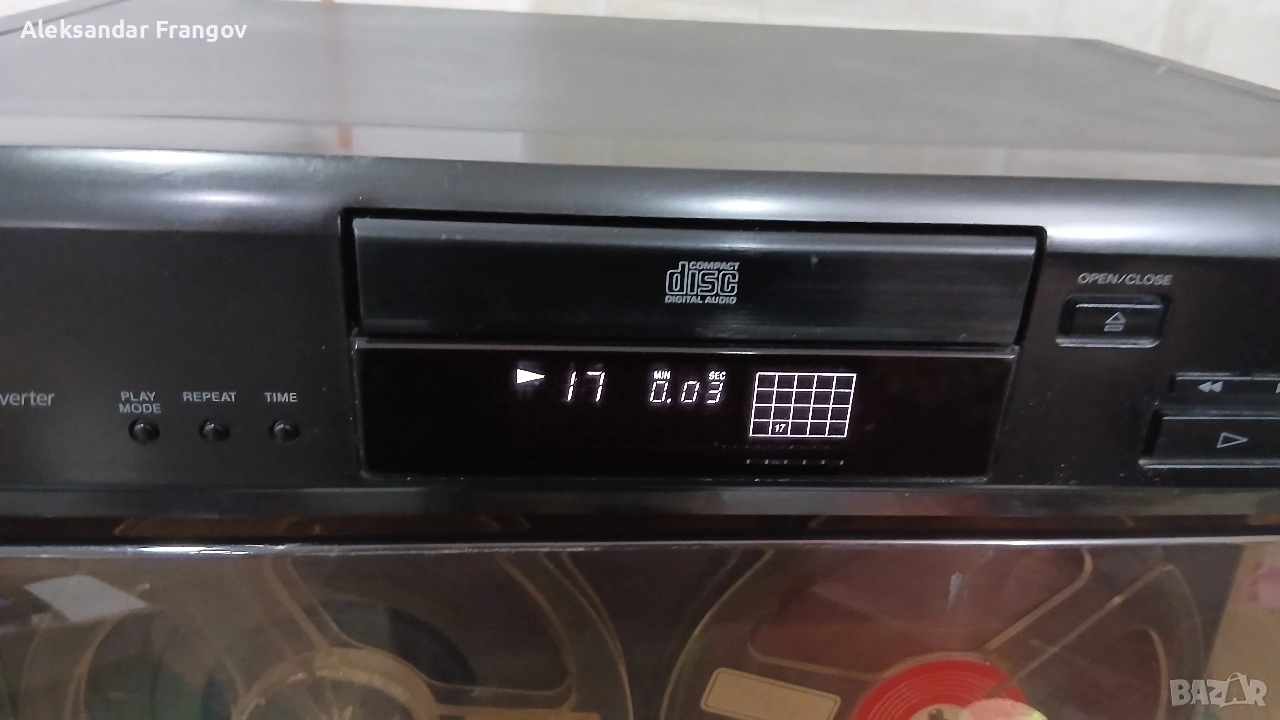 Aleksandar Frangov
COMPACT
disc
DIGITAL AUDIO
OPEN/CLOSE
MIN SEC
17 0.03
17
verter
PLAY MODE
REPEAT
TIME
BAZAR